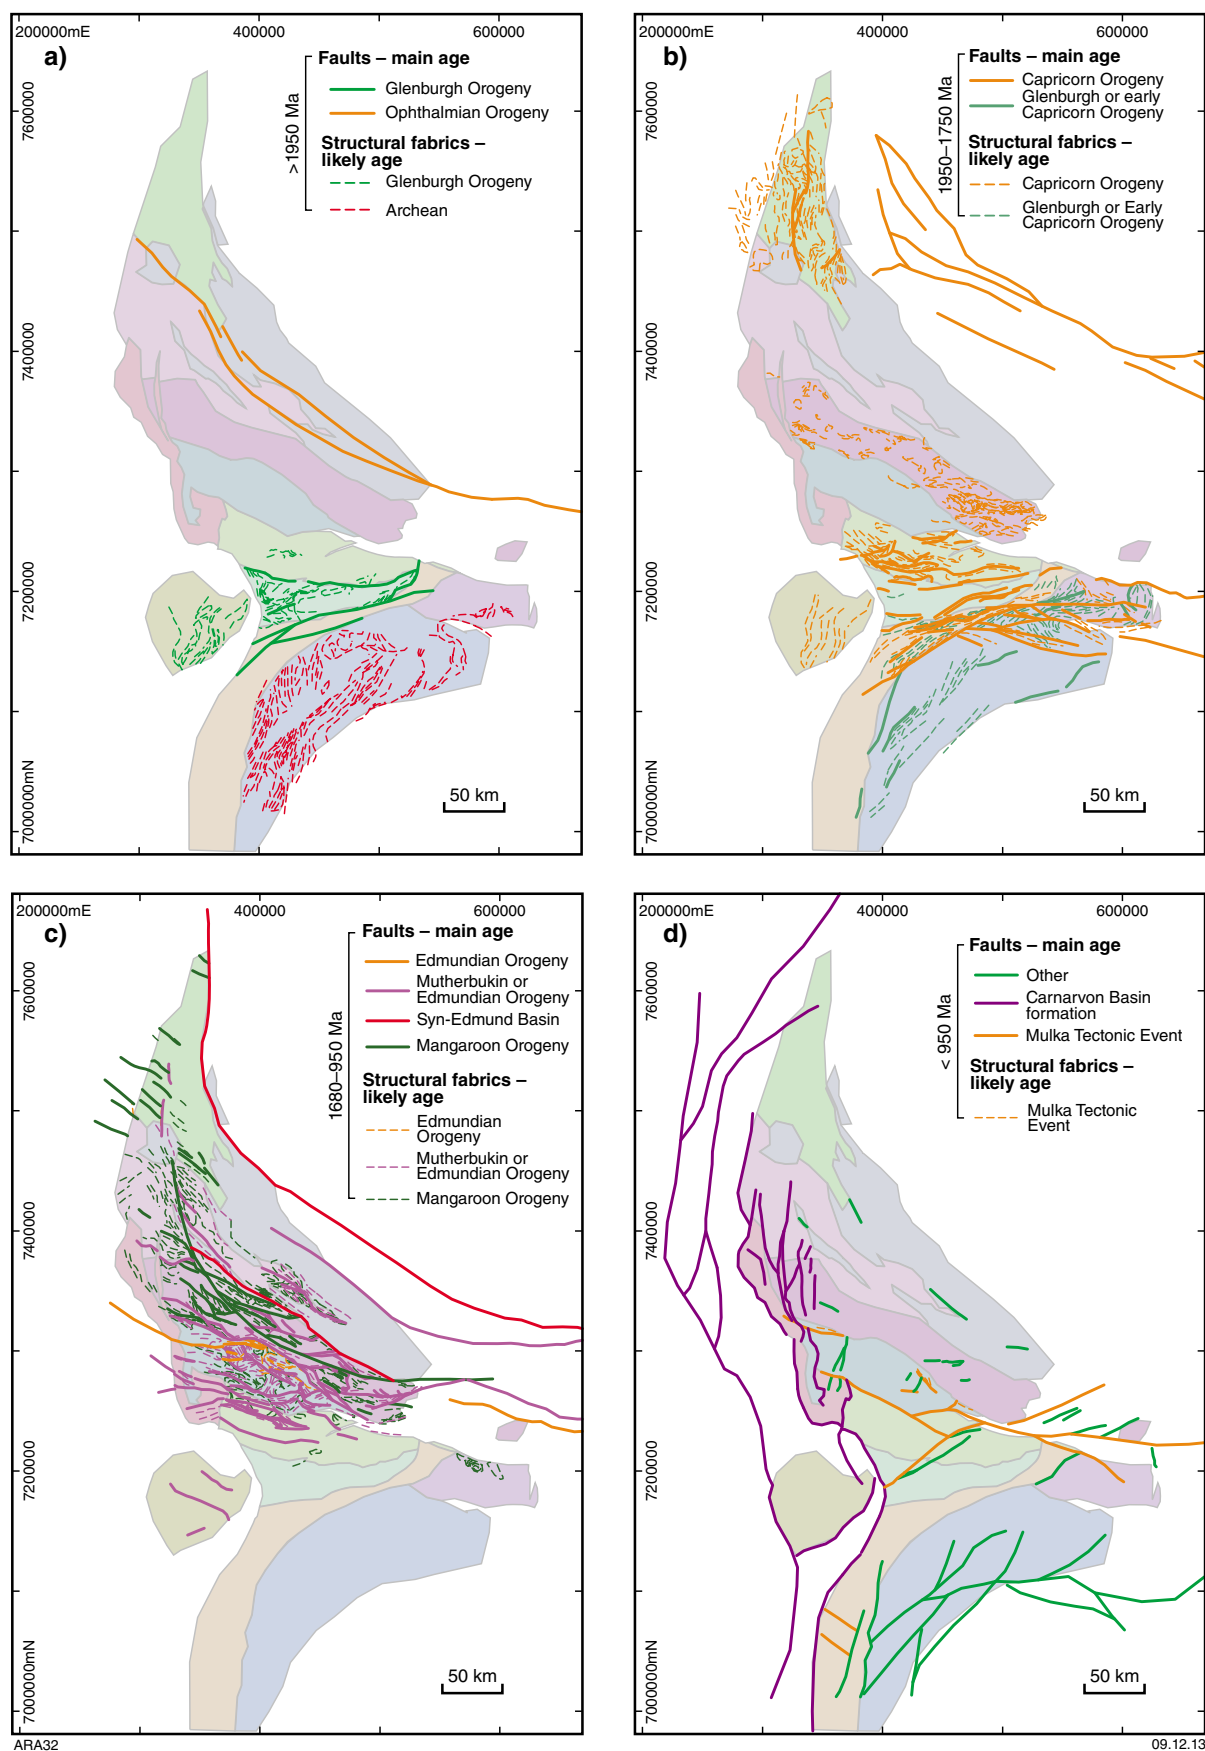 200000mE
400000
600000
a)
Faults – main age
Glenburgh Orogeny
Ophthalmian Orogeny
>1950 Ma
Structural fabrics –
likely age
Glenburgh Orogeny
Archean
7600000
7400000
7200000
7000000mN
50 km
200000mE
400000
600000
b)
Faults – main age
Capricorn Orogeny
Glenburgh or early
Capricorn Orogeny
1950–1750 Ma
Structural fabrics –
likely age
Capricorn Orogeny
Glenburgh or Early
Capricorn Orogeny
7600000
7400000
7200000
7000000mN
50 km
200000mE
400000
600000
c)
Faults – main age
Edmundian Orogeny
Mutherbukin or
Edmundian Orogeny
Syn-Edmund Basin
Mangaroon Orogeny
1680–950 Ma
Structural fabrics –
likely age
Edmundian
Orogeny
Mutherbukin or
Edmundian Orogeny
Mangaroon Orogeny
7600000
7400000
7200000
7000000mN
50 km
200000mE
400000
600000
d)
Faults – main age
Other
Carnarvon Basin
formation
Mulka Tectonic Event
< 950 Ma
Structural fabrics –
likely age
Mulka Tectonic
Event
7600000
7400000
7200000
7000000mN
50 km
ARA32
09.12.13